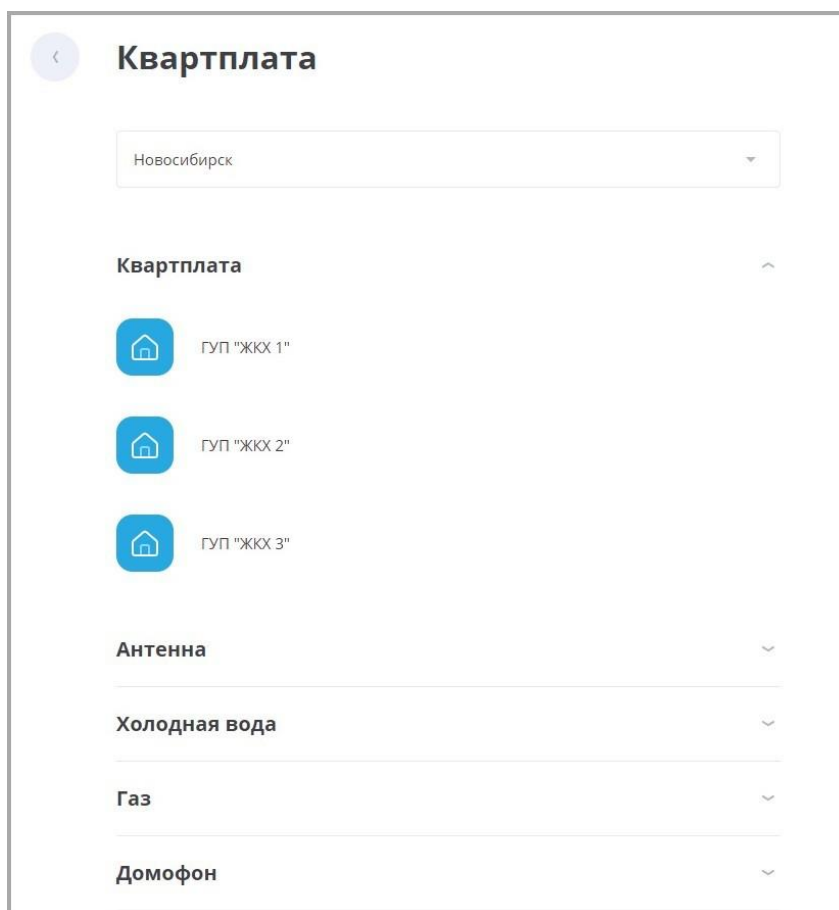 Квартплата
Новосибирск
Квартплата
ГУП "ЖКХ 1"
ГУП "ЖКХ 2"
ГУП "ЖКХ 3"
Антенна
Холодная вода
Газ
Домофон